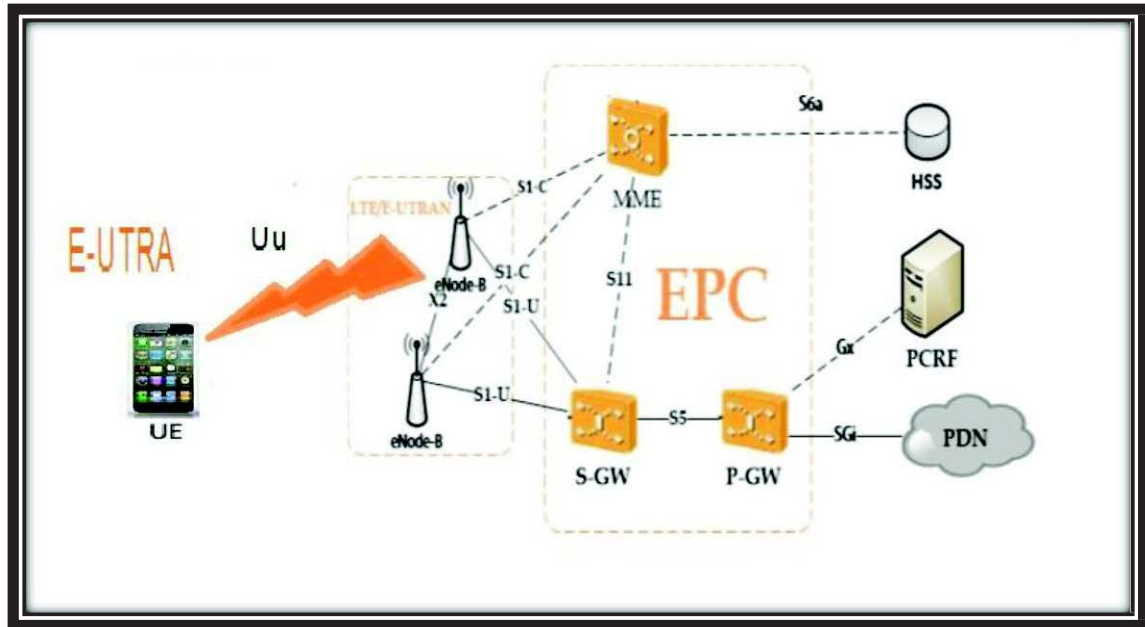 S6a
HSS
S1-C
MME
LTE/E-UTRAN
E-UTRA
Uu
eNode-B
S1-C
S11
EPC
X2
S1-U
Gx
PCRF
UE
S1-U
eNode-B
S5
SGi
PDN
S-GW
P-GW